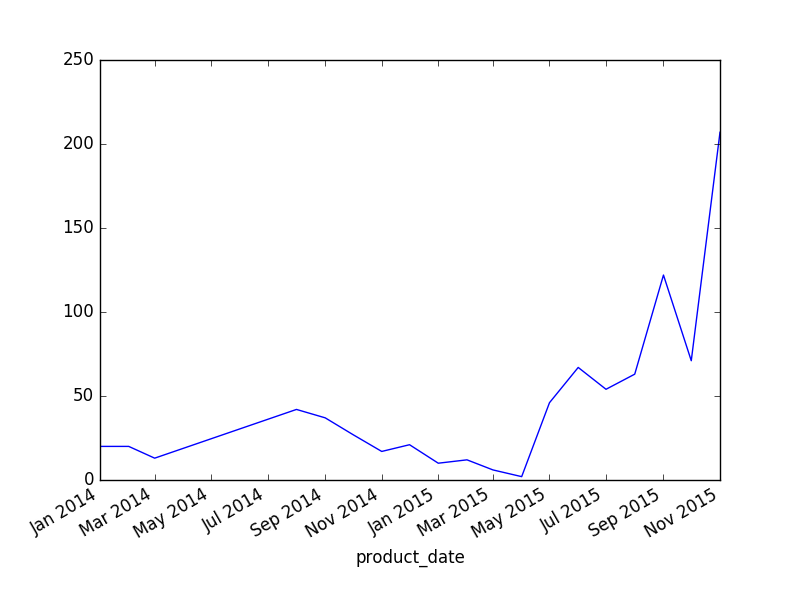 250
200
150
100
50
0
Jan 2014
Mar 2014
May 2014
Jul 2014
Sep 2014
Nov 2014
Jan 2015
Mar 2015
May 2015
Jul 2015
Sep 2015
Nov 2015
product_date